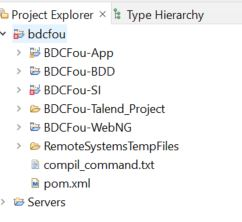 Project Explorer × Type Hierarchy
bdcfou
BDCFou-App
BDCFou-BDD
BDCFou-SI
BDCFou-Talend_Project
BDCFou-WebNG
RemoteSystemsTempFiles
compil_command.txt
pom.xml
Servers